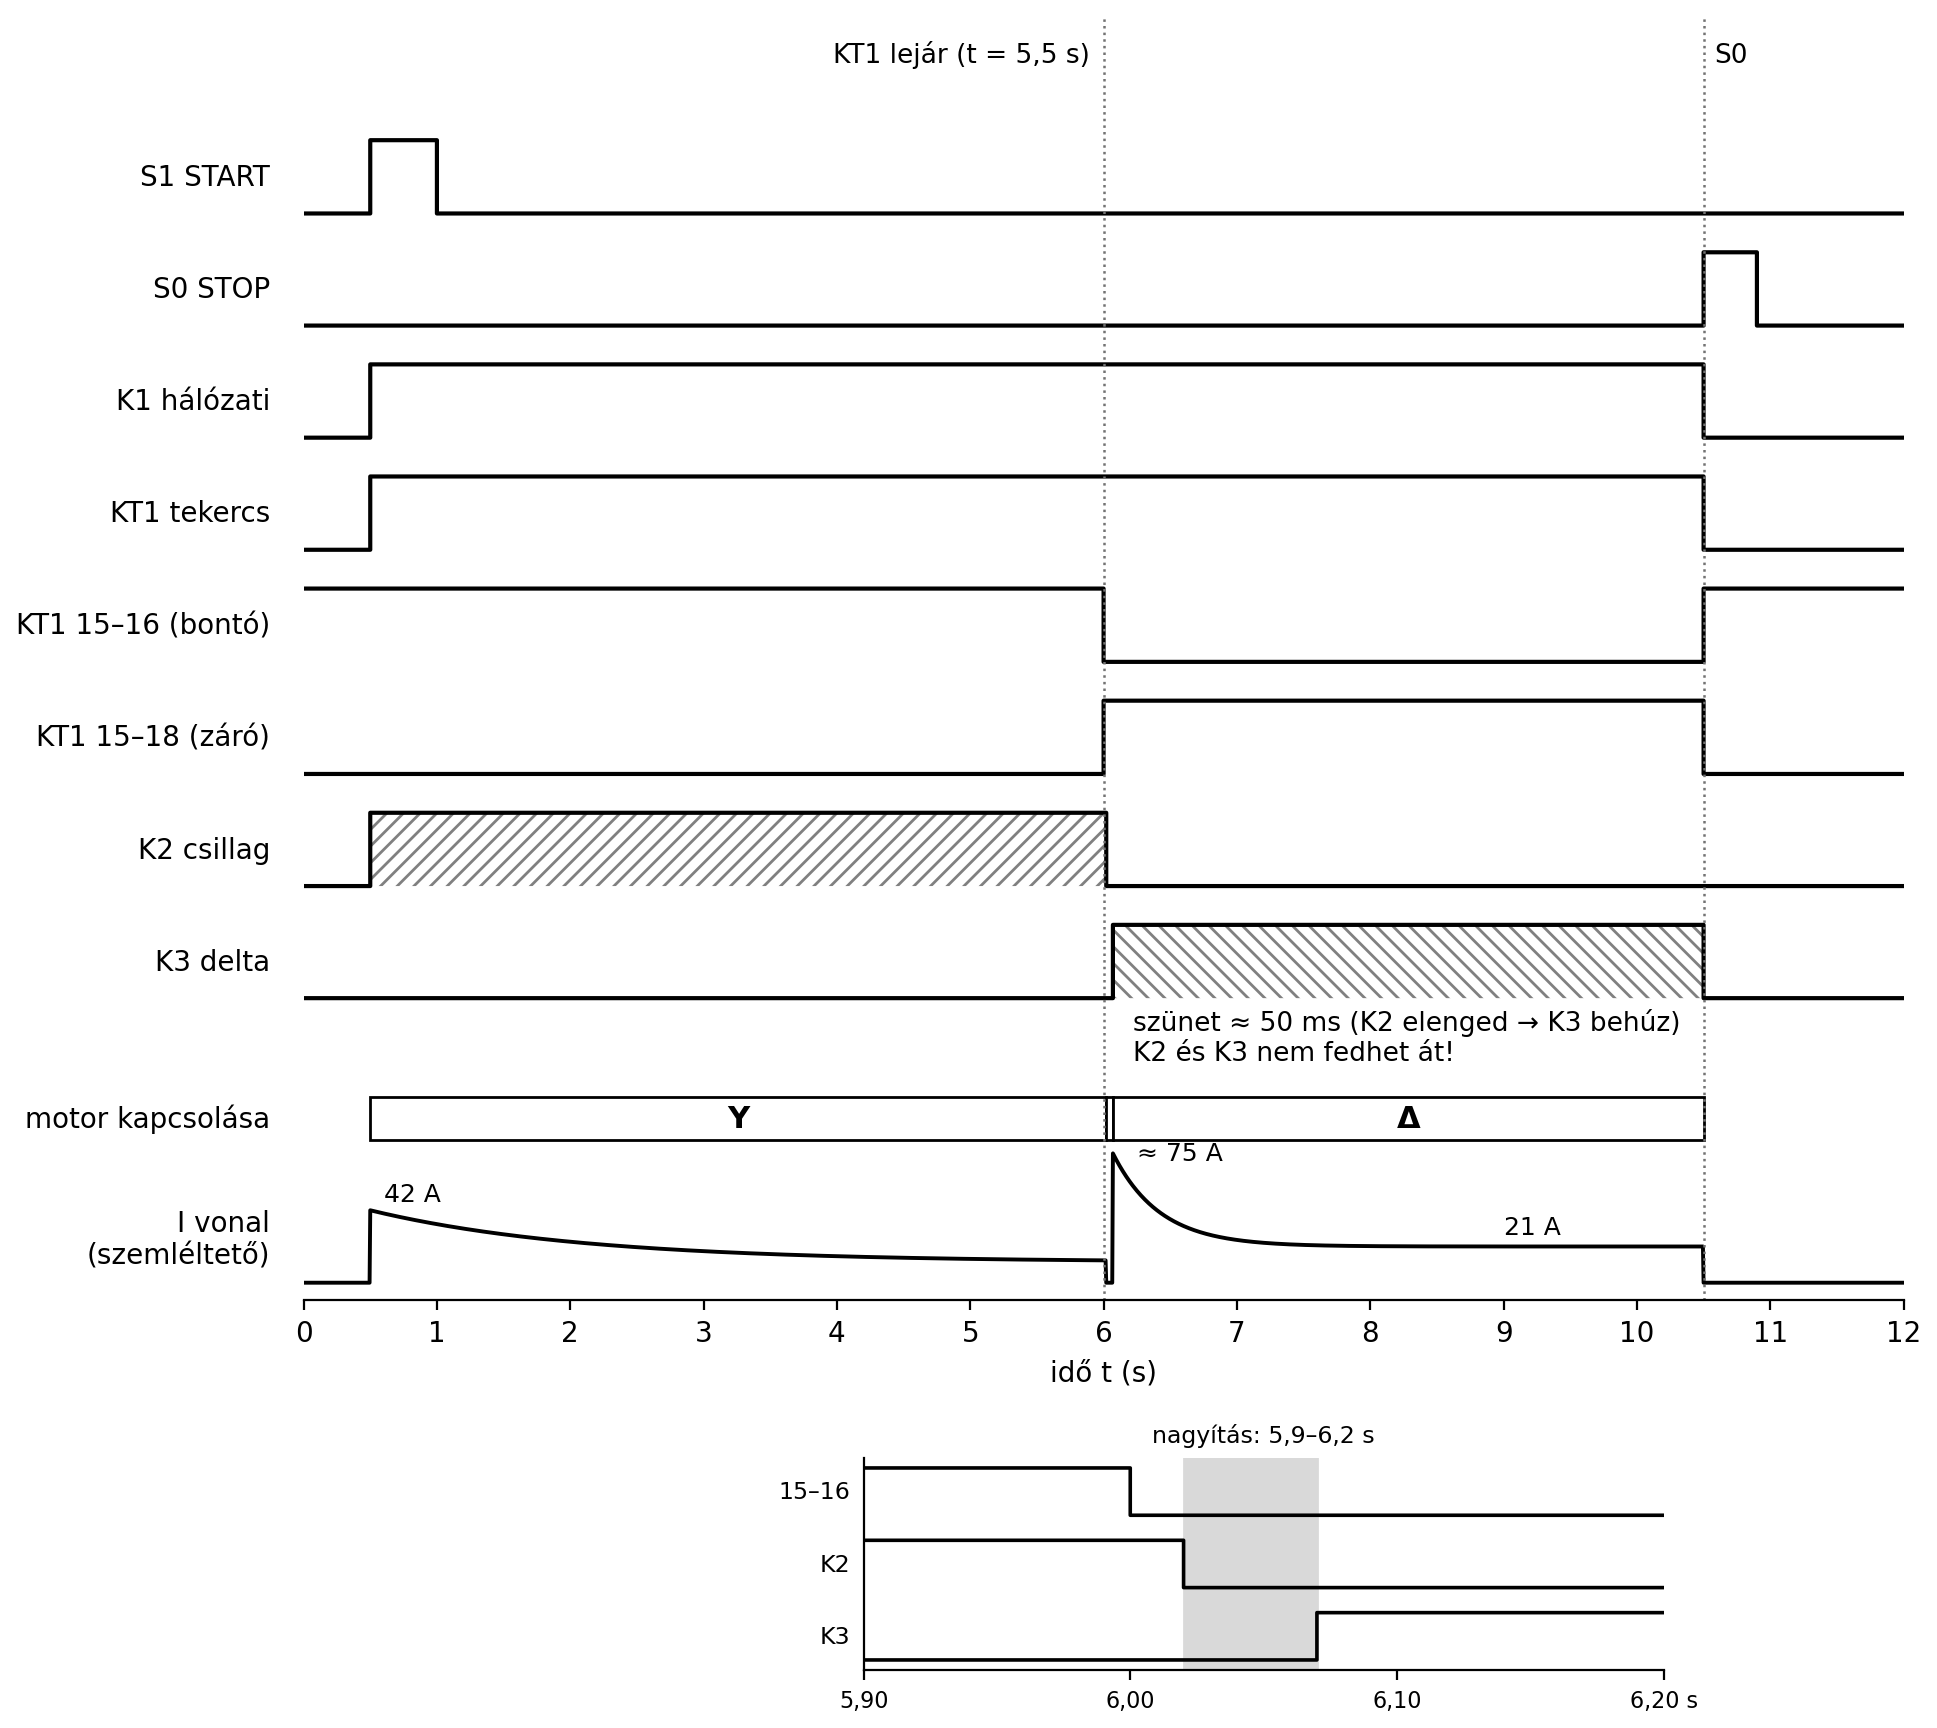 KT1 lejár (t = 5,5 s)
S0
S1 START
S0 STOP
K1 hálózati
KT1 tekercs
KT1 15–16 (bontó)
KT1 15–18 (záró)
K2 csillag
K3 delta
szünet ≈ 50 ms (K2 elenged → K3 behúz)
K2 és K3 nem fedhet át!
motor kapcsolása
Y
Δ
≈ 75 A
42 A
21 A
I vonal
(szemléltető)
0 1 2 3 4 5 6 7 8 9 10 11 12
idő t (s)
nagyítás: 5,9–6,2 s
15–16
K2
K3
5,90 6,00 6,10 6,20 s